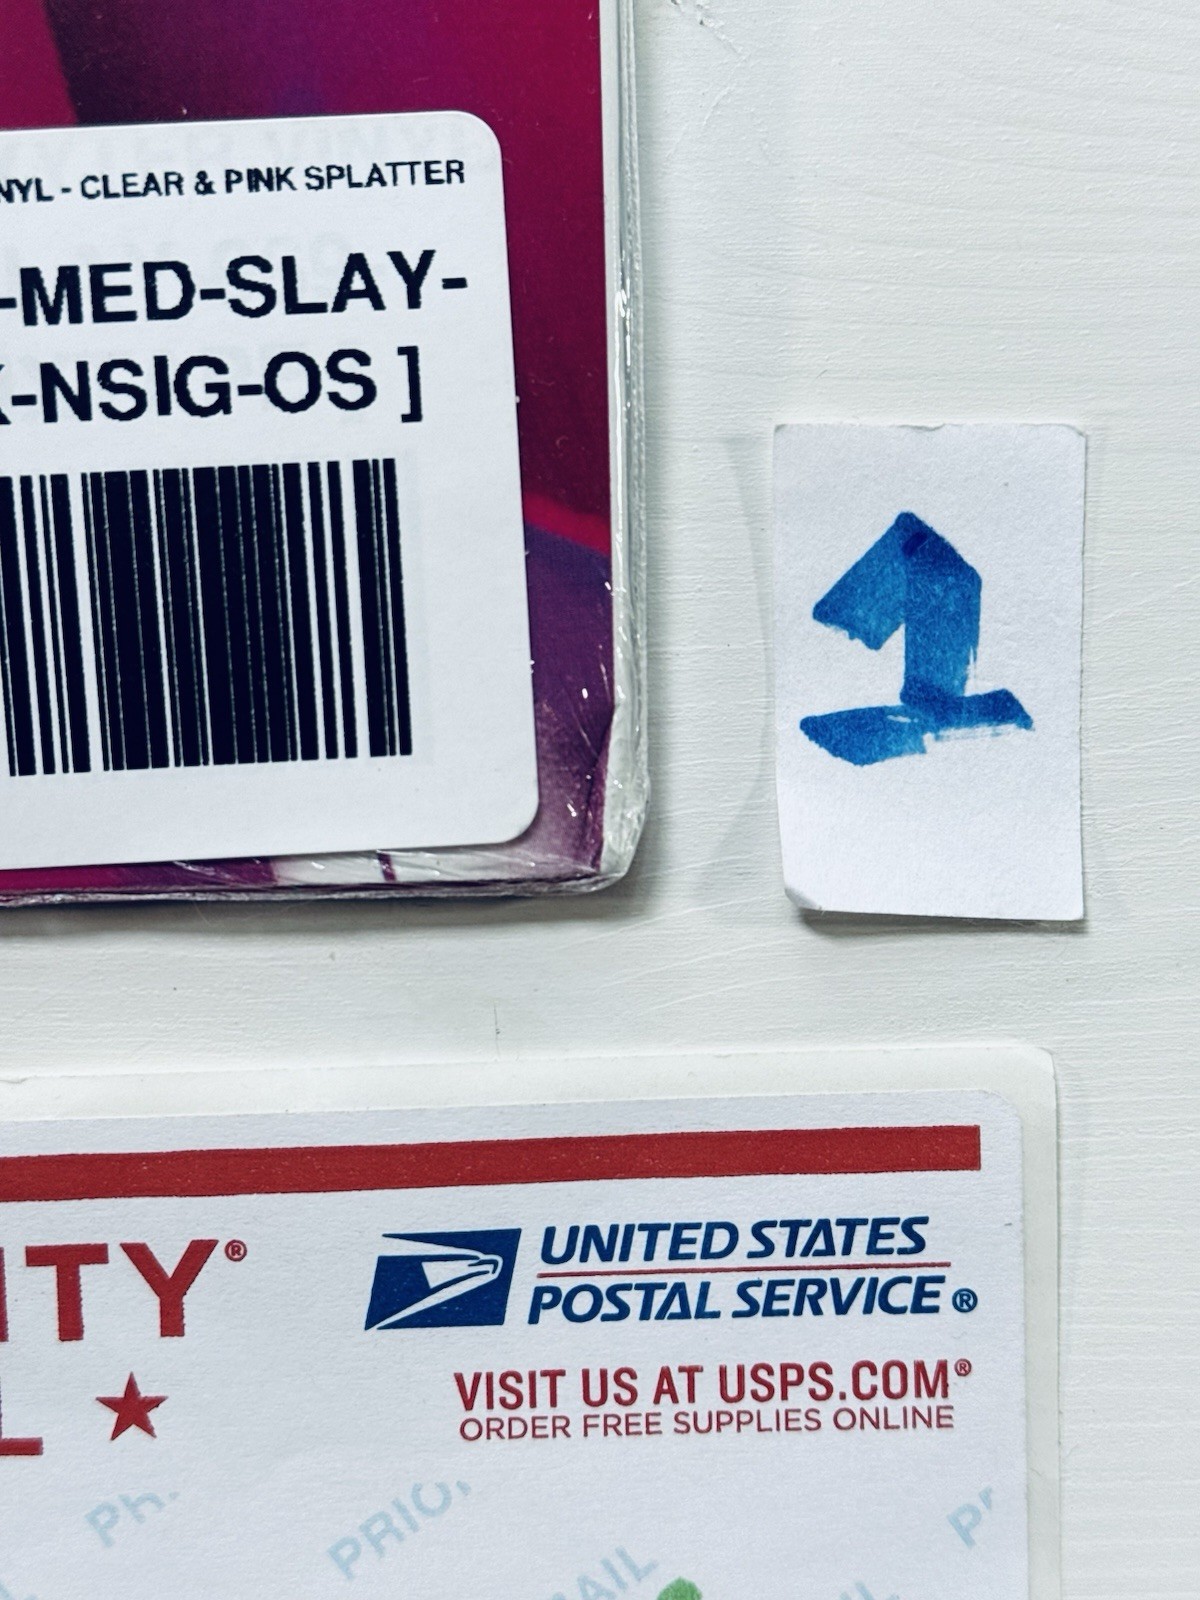 NYL - CLEAR & PINK SPLATTER
-MED-SLAY-
-NSIG-OS ]
1
ITY®
L ★
UNITED STATES
POSTAL SERVICE®
VISIT US AT USPS.COM®
ORDER FREE SUPPLIES ONLINE